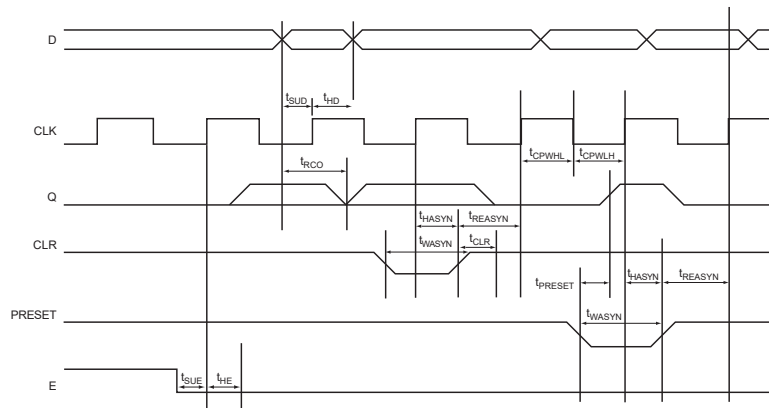 D
tSUD tHD
CLK
tCPWHL tCPWLH
tRCO
Q
tHASYN tREASYN
tWASYN tCLR
CLR
tPRESET tHASYN tREASYN
tWASYN
PRESET
tSUE tHE
E